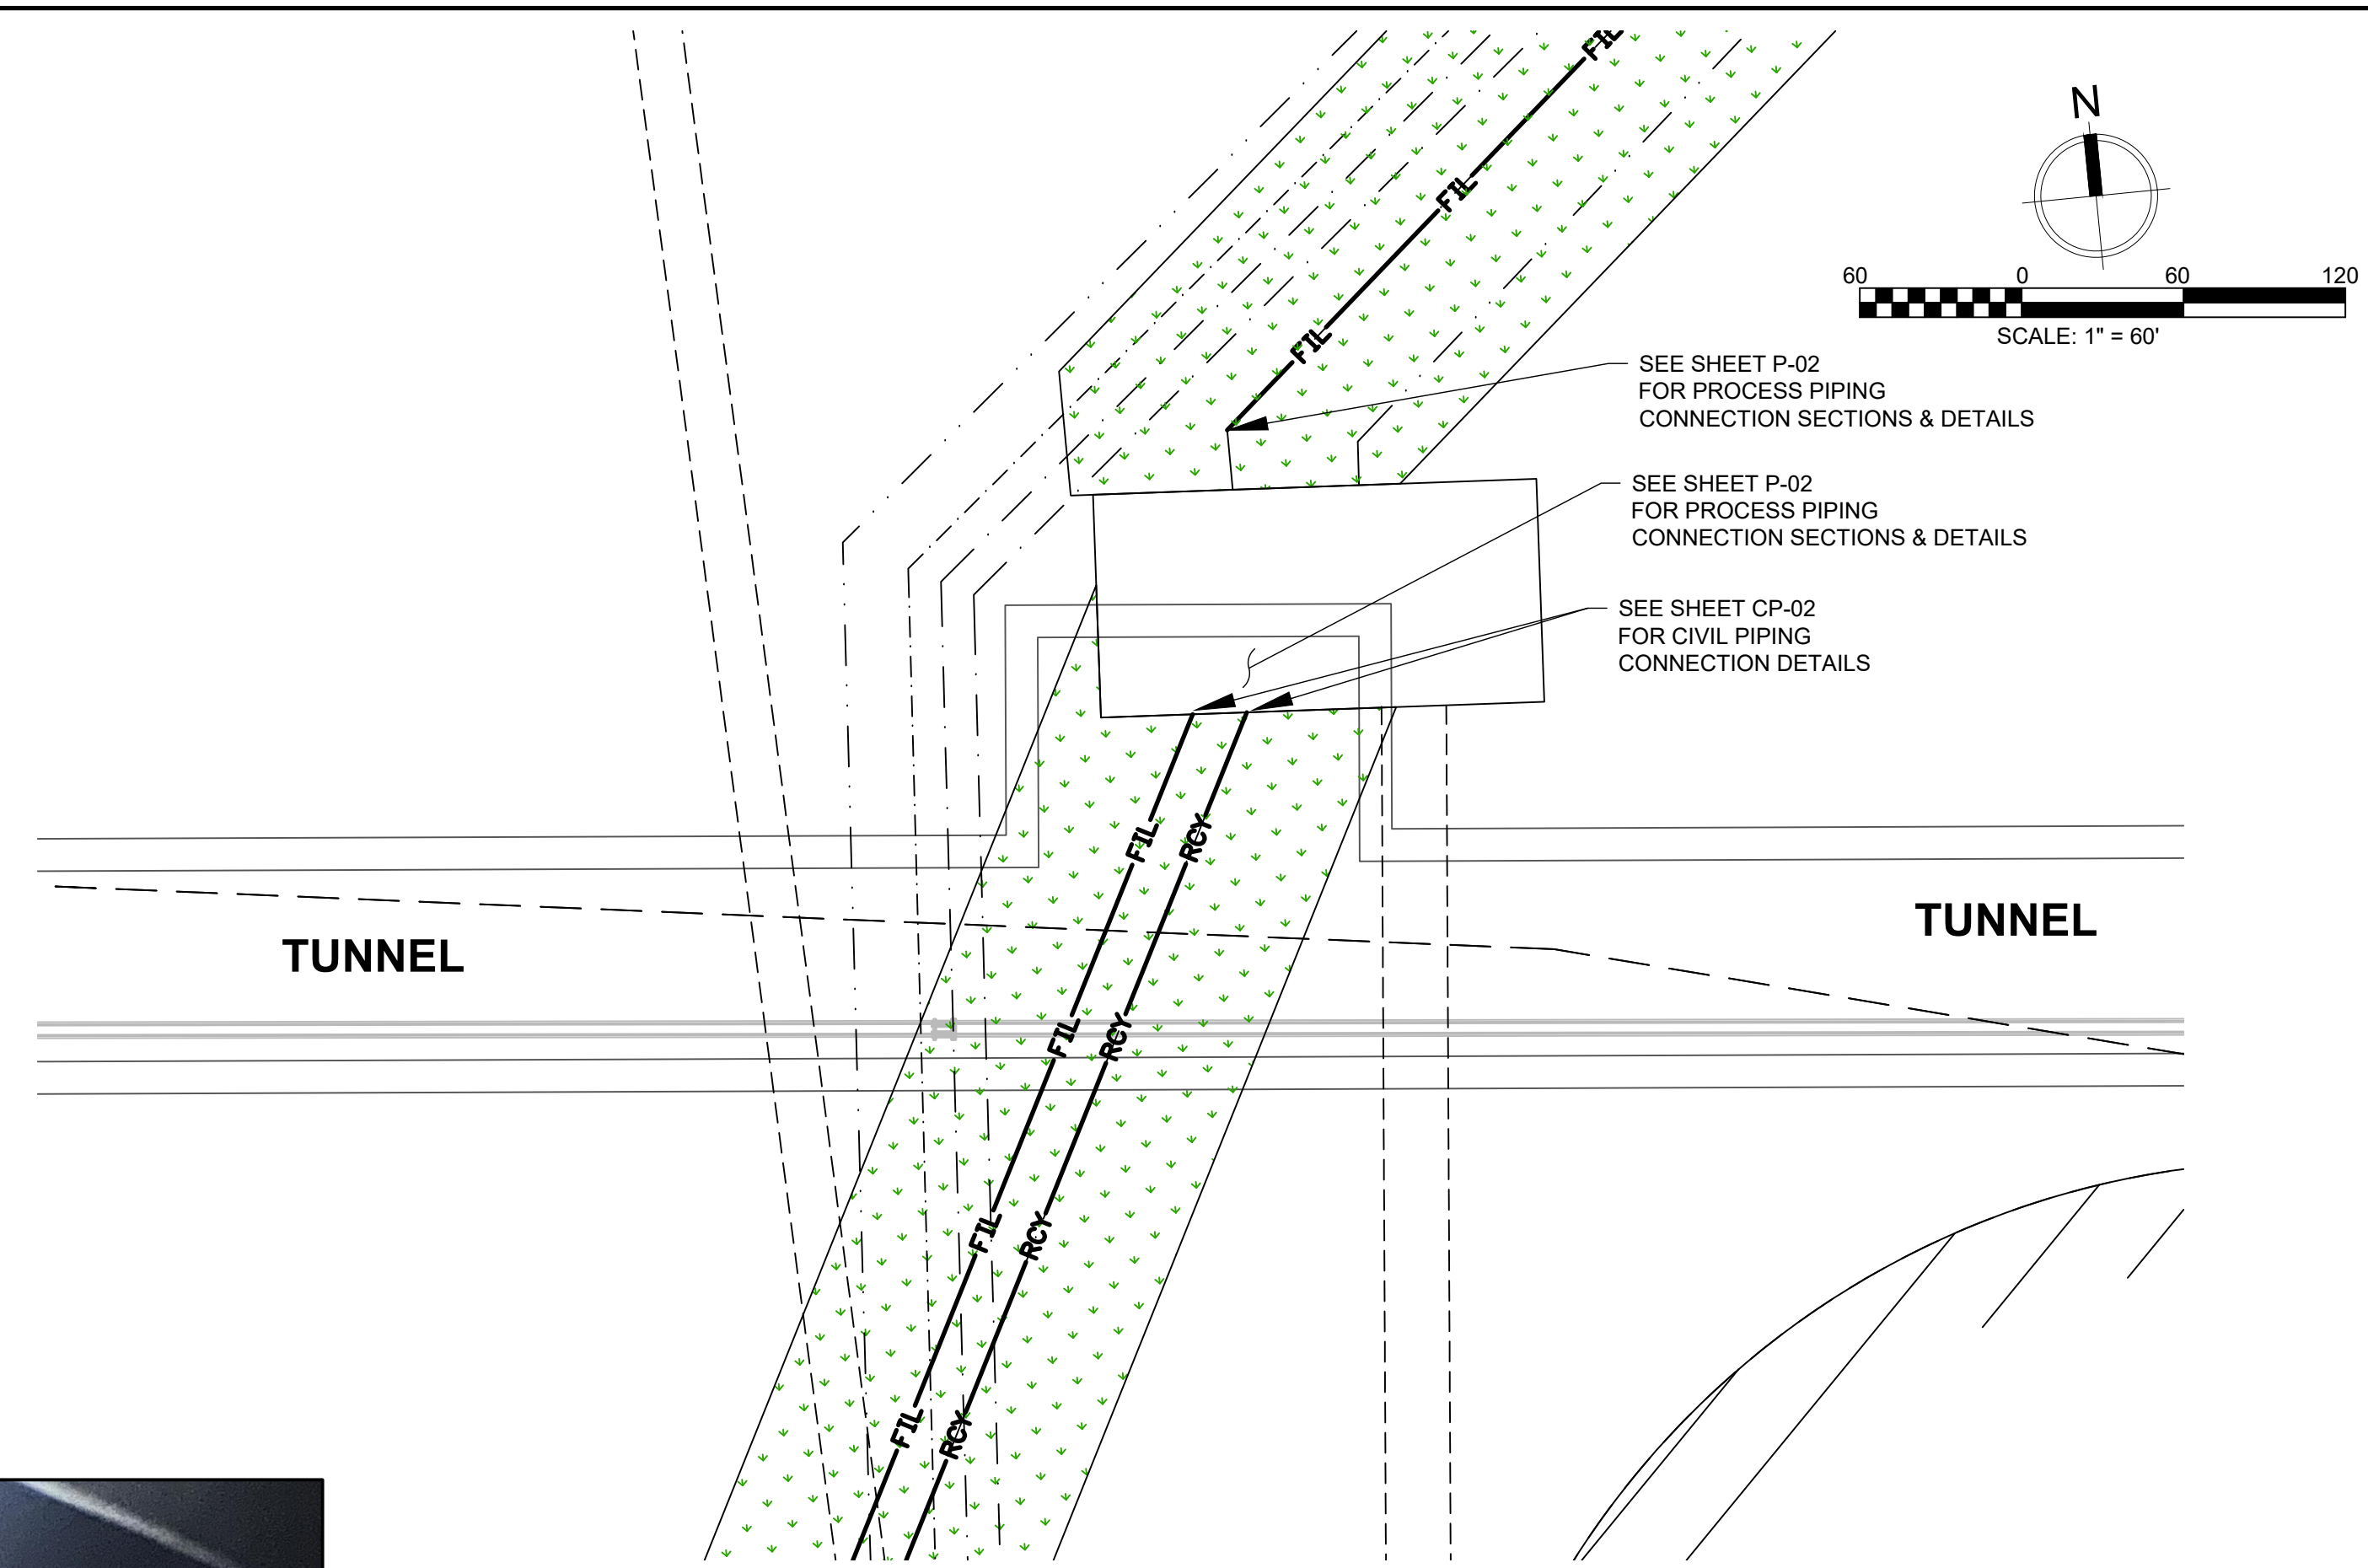 FIL
N
60 0 60 120
SCALE: 1" = 60'
FIL
FIL
SEE SHEET P-02
FOR PROCESS PIPING
CONNECTION SECTIONS & DETAILS
SEE SHEET P-02
FOR PROCESS PIPING
CONNECTION SECTIONS & DETAILS
SEE SHEET CP-02
FOR CIVIL PIPING
CONNECTION DETAILS
FIL RCY
TUNNEL
TUNNEL
FIL RCY
FIL RCY
FIL RCY